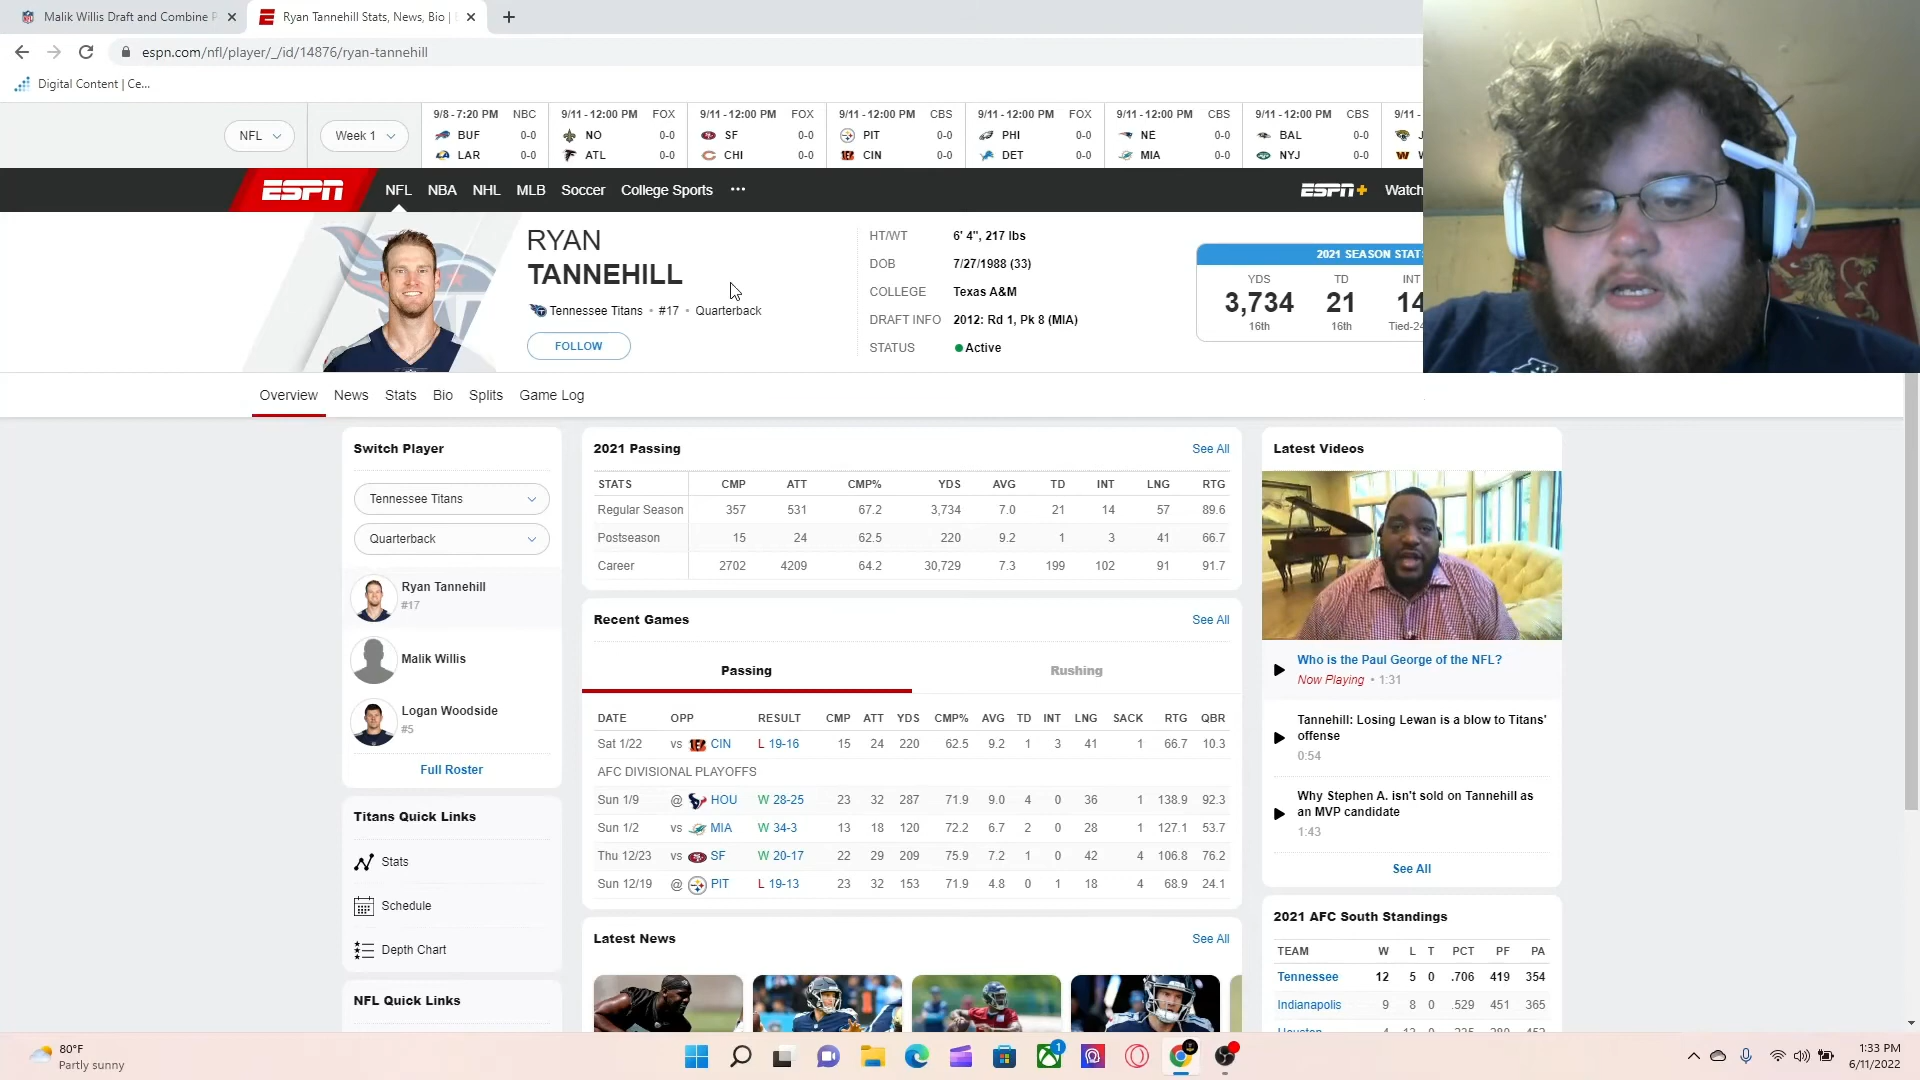 Malik Willis Draft and Combine P
Ryan Tannehill Stats, News, Bio |
espn.com/nfl/player/_/id/14876/ryan-tannehill
Digital Content | Ce...
NFL
Week 1
9/8 - 7:20 PM NBC
BUF 0-0
LAR 0-0
9/11 - 12:00 PM FOX
NO 0-0
ATL 0-0
9/11 - 12:00 PM FOX
SF 0-0
CHI 0-0
9/11 - 12:00 PM CBS
PIT 0-0
CIN 0-0
9/11 - 12:00 PM FOX
PHI 0-0
DET 0-0
9/11 - 12:00 PM CBS
NE 0-0
MIA 0-0
9/11 - 12:00 PM CBS
BAL 0-0
NYJ 0-0
9/11 -
ESPN NFL NBA NHL MLB Soccer College Sports ••• ESPN+ Watch
RYAN
TANNEHILL
Tennessee Titans • #17 • Quarterback
FOLLOW
HT/WT 6' 4", 217 lbs
DOB 7/27/1988 (33)
COLLEGE Texas A&M
DRAFT INFO 2012: Rd 1, Pk 8 (MIA)
STATUS Active
2021 SEASON STAT
YDS TD INT
3,734 21 14
16th 16th Tied-24
Overview News Stats Bio Splits Game Log
Switch Player
Tennessee Titans
Quarterback
Ryan Tannehill
#17
Malik Willis
Logan Woodside
#5
Full Roster
Titans Quick Links
Stats
Schedule
Depth Chart
NFL Quick Links
2021 Passing See All
STATS CMP ATT CMP% YDS AVG TD INT LNG RTG
Regular Season 357 531 67.2 3,734 7.0 21 14 57 89.6
Postseason 15 24 62.5 220 9.2 1 3 41 66.7
Career 2702 4209 64.2 30,729 7.3 199 102 91 91.7
Recent Games See All
Passing Rushing
DATE OPP RESULT CMP ATT YDS CMP% AVG TD INT LNG SACK RTG QBR
Sat 1/22 vs CIN L 19-16 15 24 220 62.5 9.2 1 3 41 1 66.7 10.3
AFC DIVISIONAL PLAYOFFS
Sun 1/9 @ HOU W 28-25 23 32 287 71.9 9.0 4 0 36 1 138.9 92.3
Sun 1/2 vs MIA W 34-3 13 18 120 72.2 6.7 2 0 28 1 127.1 53.7
Thu 12/23 vs SF W 20-17 22 29 209 75.9 7.2 1 0 42 4 106.8 76.2
Sun 12/19 @ PIT L 19-13 23 32 153 71.9 4.8 0 1 18 4 68.9 24.1
Latest News See All
Latest Videos
Who is the Paul George of the NFL?
Now Playing • 1:31
Tannehill: Losing Lewan is a blow to Titans'
offense
0:54
Why Stephen A. isn't sold on Tannehill as
an MVP candidate
1:43
See All
2021 AFC South Standings
TEAM W L T PCT PF PA
Tennessee 12 5 0 .706 419 354
Indianapolis 9 8 0 .529 451 365
80°F
Partly sunny
1
1:33 PM
6/11/2022